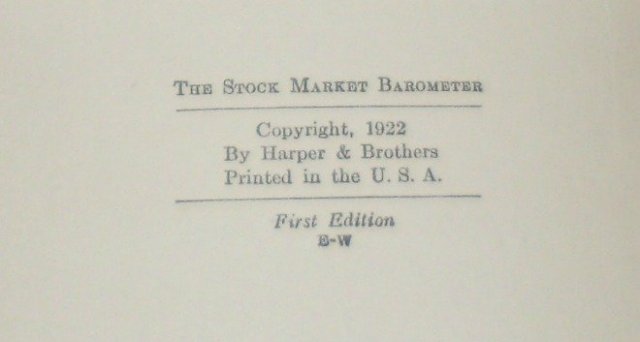 The Stock Market Barometer
Copyright, 1922
By Harper & Brothers
Printed in the U. S. A.
First Edition
E-W